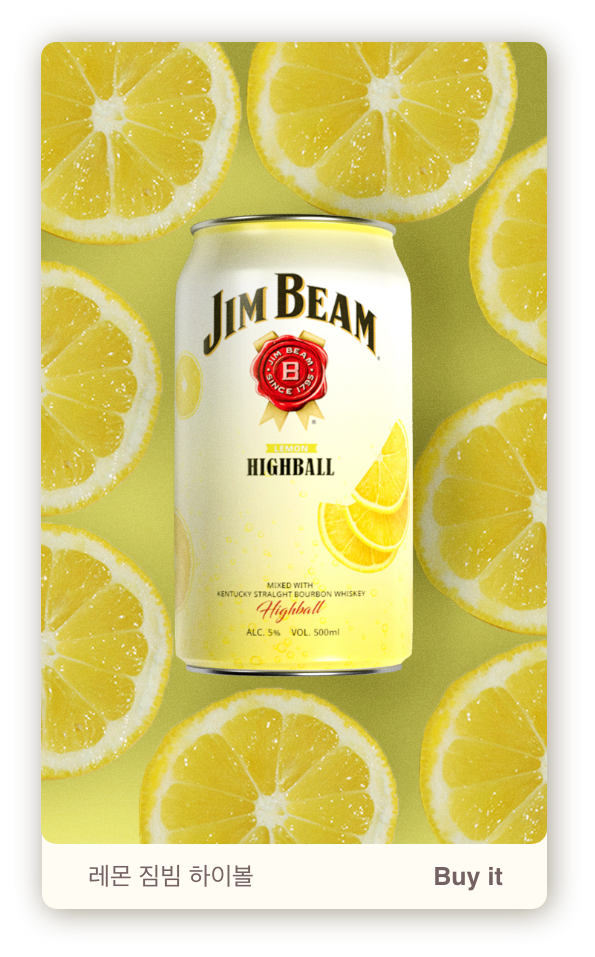 JIM BEAM
JIM BEAM
B
SINCE 1795
LEMON
HIGHBALL
MIXED WITH
KENTUCKY STRALGHT BOURBON WHISKEY
Highball
ALC. 5% VOL. 500ml
레몬 짐빔 하이볼 Buy it